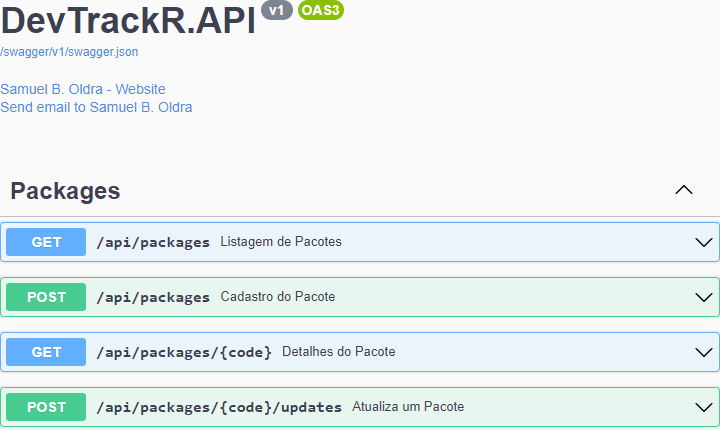 DevTrackR.API v1 OAS3
/swagger/v1/swagger.json
Samuel B. Oldra - Website
Send email to Samuel B. Oldra
Packages
GET /api/packages Listagem de Pacotes
POST /api/packages Cadastro do Pacote
GET /api/packages/{code} Detalhes do Pacote
POST /api/packages/{code}/updates Atualiza um Pacote